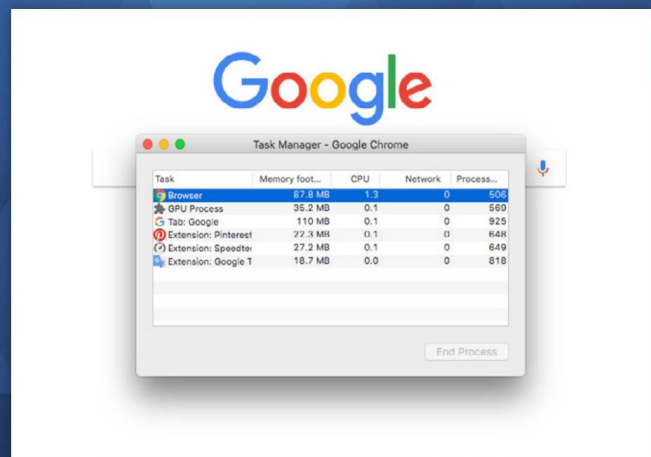 Google
Task Manager - Google Chrome
Task Memory foot... CPU Network Process...
Browser 87.8 MB 1.3 0 506
GPU Process 35.2 MB 0.1 0 569
Tab: Google 110 MB 0.1 0 925
Extension: Pinterest 22.3 MB 0.1 0 648
Extension: Speedte 27.2 MB 0.1 0 649
Extension: Google T 18.7 MB 0.0 0 818
End Process